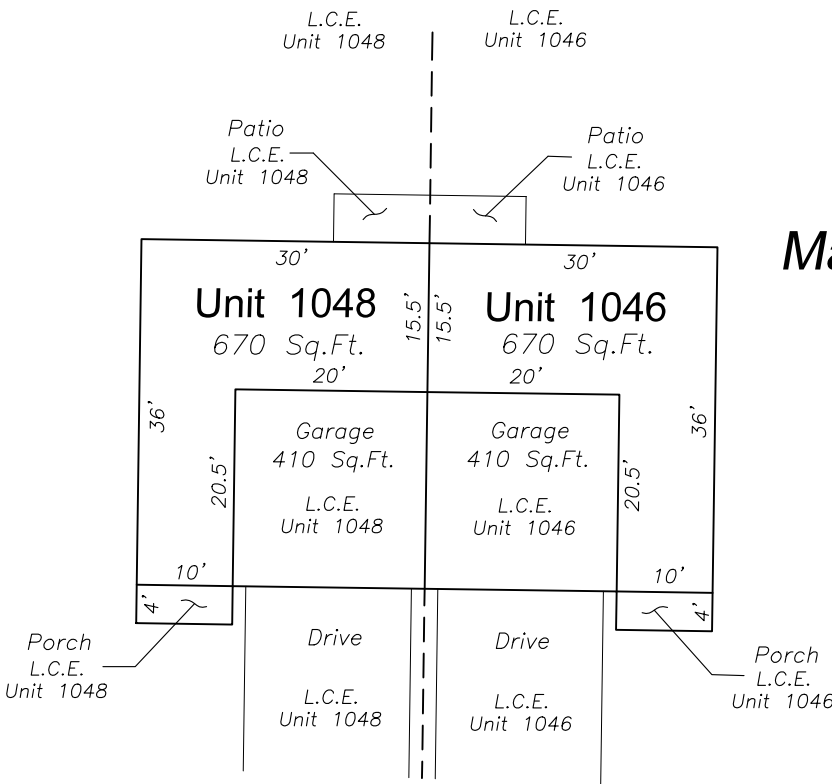 L.C.E.
Unit 1048
L.C.E.
Unit 1046
Patio
L.C.E.
Unit 1048
Patio
L.C.E.
Unit 1046
Ma
30'
30'
Unit 1048
670 Sq.Ft.
15.5'
15.5'
Unit 1046
670 Sq.Ft.
20'
20'
36'
20.5'
Garage
410 Sq.Ft.
L.C.E.
Unit 1048
Garage
410 Sq.Ft.
L.C.E.
Unit 1046
20.5'
36'
10'
4'
10'
4'
Porch
L.C.E.
Unit 1048
Drive
L.C.E.
Unit 1048
Drive
L.C.E.
Unit 1046
Porch
L.C.E.
Unit 1046